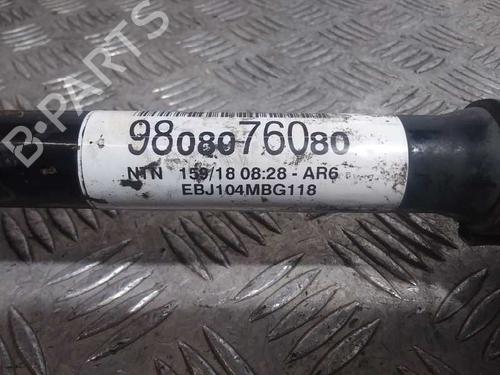 B-PARTS
9808076080
NTN 159/18 08:28 - AR6
EBJ104MBG118